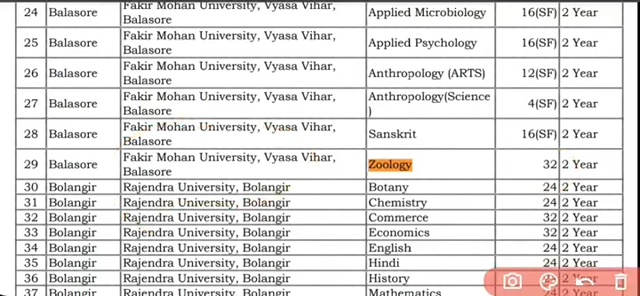 24 Balasore Fakir Mohan University, Vyasa Vihar, Balasore Applied Microbiology 16(SF) 2 Year
25 Balasore Fakir Mohan University, Vyasa Vihar, Balasore Applied Psychology 16(SF) 2 Year
26 Balasore Fakir Mohan University, Vyasa Vihar, Balasore Anthropology (ARTS) 12(SF) 2 Year
27 Balasore Fakir Mohan University, Vyasa Vihar, Balasore Anthropology(Science) 4(SF) 2 Year
28 Balasore Fakir Mohan University, Vyasa Vihar, Balasore Sanskrit 16(SF) 2 Year
29 Balasore Fakir Mohan University, Vyasa Vihar, Balasore Zoology 32 2 Year
30 Bolangir Rajendra University, Bolangir Botany 24 2 Year
31 Bolangir Rajendra University, Bolangir Chemistry 24 2 Year
32 Bolangir Rajendra University, Bolangir Commerce 32 2 Year
33 Bolangir Rajendra University, Bolangir Economics 32 2 Year
34 Bolangir Rajendra University, Bolangir English 24 2 Year
35 Bolangir Rajendra University, Bolangir Hindi 24 2 Year
36 Bolangir Rajendra University, Bolangir History 2 Year
37 Bolangir Rajendra University, Bolangir Mathematics